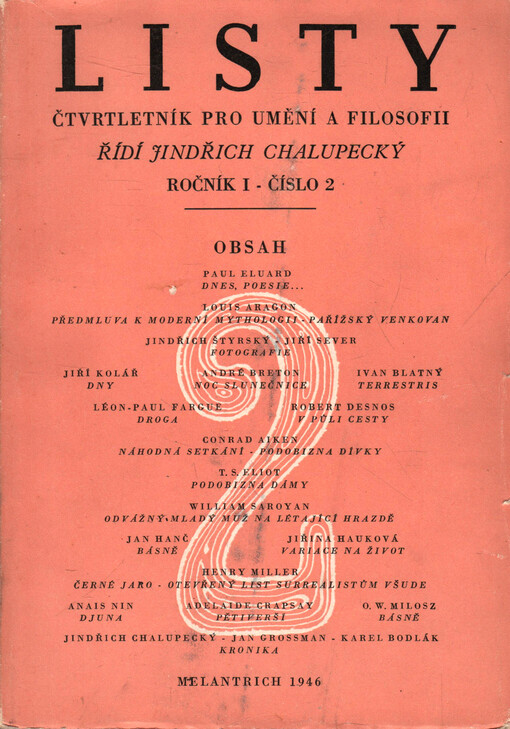 LISTY
ČTVRTLETNÍK PRO UMĚNÍ A FILOSOFII
ŘÍDÍ JINDŘICH CHALUPECKÝ
ROČNÍK I - ČÍSLO 2
OBSAH
PAUL ELUARD
DNES, POESIE...
LOUIS ARAGON
PŘEDMLUVA K MODERNÍ MYTHOLOGII - PAŘÍŽSKÝ VENKOVAN
JINDŘICH ŠTYRSKÝ - JIŘÍ SEVER
FOTOGRAFIE
JIŘÍ KOLÁŘ ANDRÉ BRETON IVAN BLATNÝ
DNY NOC SLUNEČNICE TERRESTRIS
LÉON-PAUL FARGUE ROBERT DESNOS
DROGA V PŮLI CESTY
CONRAD AIKEN
NÁHODNÁ SETKÁNÍ - PODOBIZNA DÍVKY
T. S. ELIOT
PODOBIZNA DÁMY
WILLIAM SAROYAN
ODVÁŽNÝ MLADÝ MUŽ NA LÉTAJÍCÍ HRAZDĚ
JAN HANČ JIŘINA HAUKOVÁ
BÁSNĚ VARIACE NA ŽIVOT
HENRY MILLER
ČERNÉ JARO - OTEVŘENÝ LIST SURREALISTŮM VŠUDE
ANAIS NIN ADELAIDE CRAPSAY O. W. MILOSZ
DJUNA PĚTIVERŠÍ BÁSNĚ
JINDŘICH CHALUPECKÝ - JAN GROSSMAN - KAREL BODLÁK
KRONIKA
2
MELANTRICH 1946